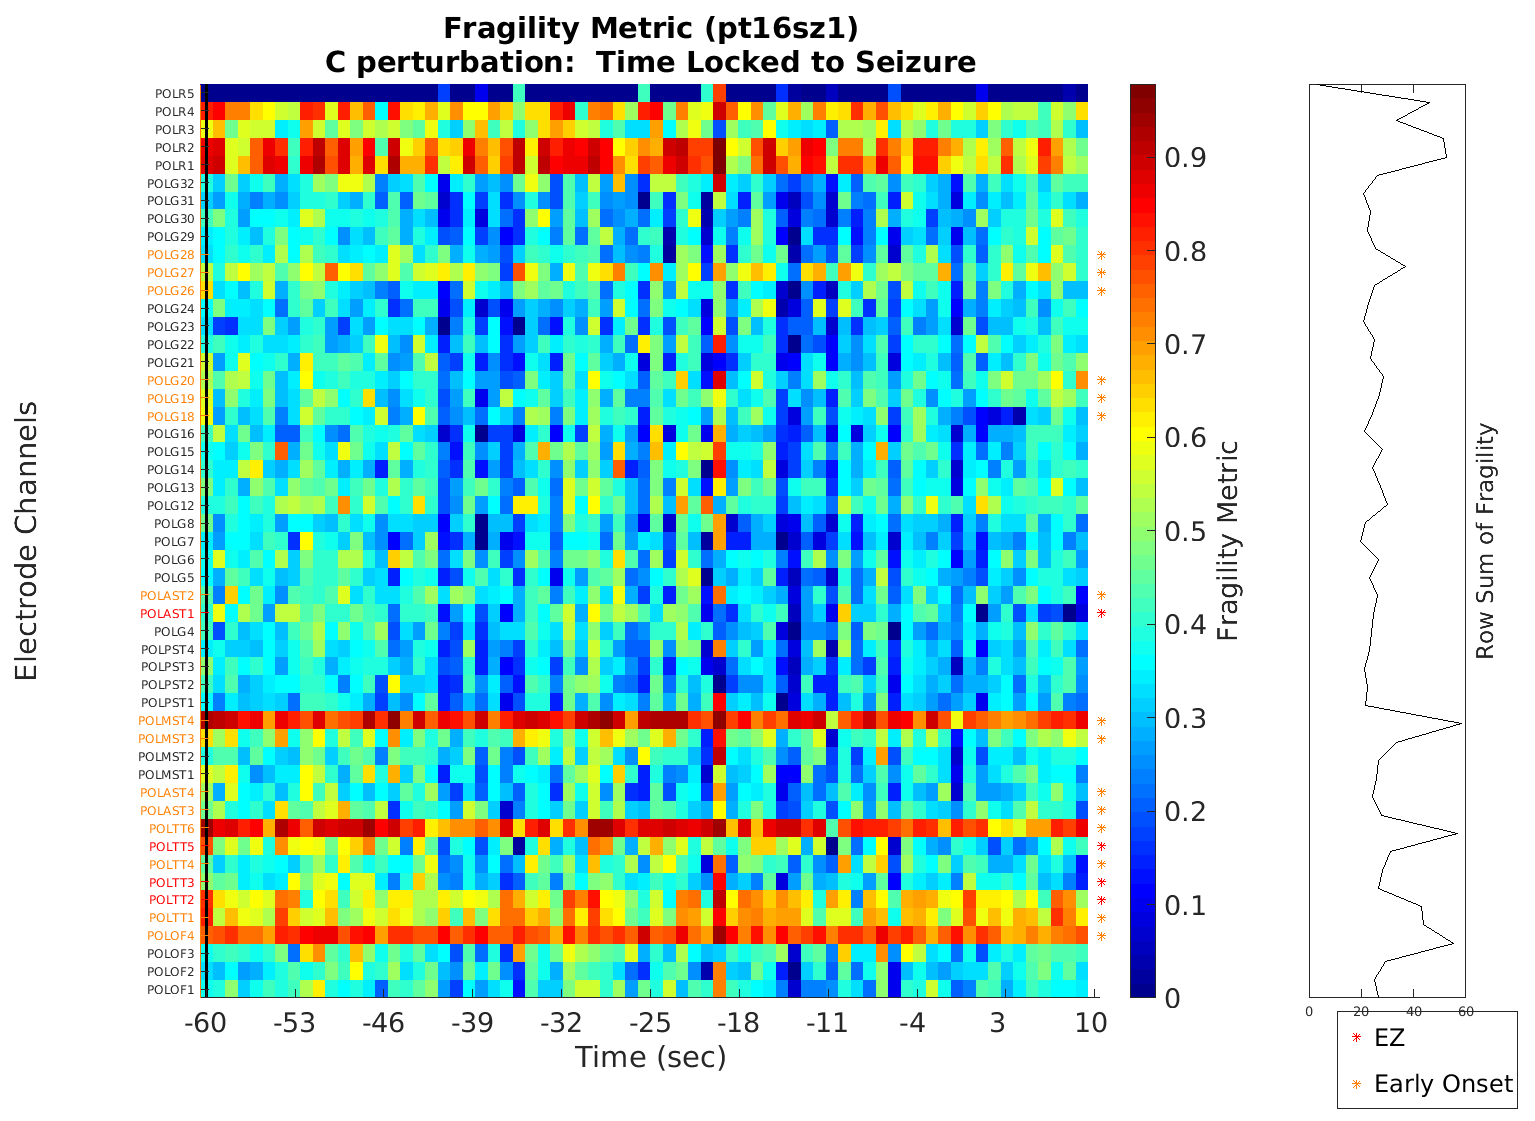 Fragility Metric (pt16sz1)
C perturbation:  Time Locked to Seizure
Electrode Channels
POLR5
POLR4
POLR3
POLR2
POLR1
POLG32
POLG31
POLG30
POLG29
POLG28
POLG27
POLG26
POLG24
POLG23
POLG22
POLG21
POLG20
POLG19
POLG18
POLG16
POLG15
POLG14
POLG13
POLG12
POLG8
POLG7
POLG6
POLG5
POLAST2
POLAST1
POLG4
POLPST4
POLPST3
POLPST2
POLPST1
POLMST4
POLMST3
POLMST2
POLMST1
POLAST4
POLAST3
POLTT6
POLTT5
POLTT4
POLTT3
POLTT2
POLTT1
POLOF4
POLOF3
POLOF2
POLOF1
-60 -53 -46 -39 -32 -25 -18 -11 -4 3 10
Time (sec)
0.9
0.8
0.7
0.6
0.5
0.4
0.3
0.2
0.1
0
Fragility Metric
0 20 40 60
Row Sum of Fragility
EZ
Early Onset